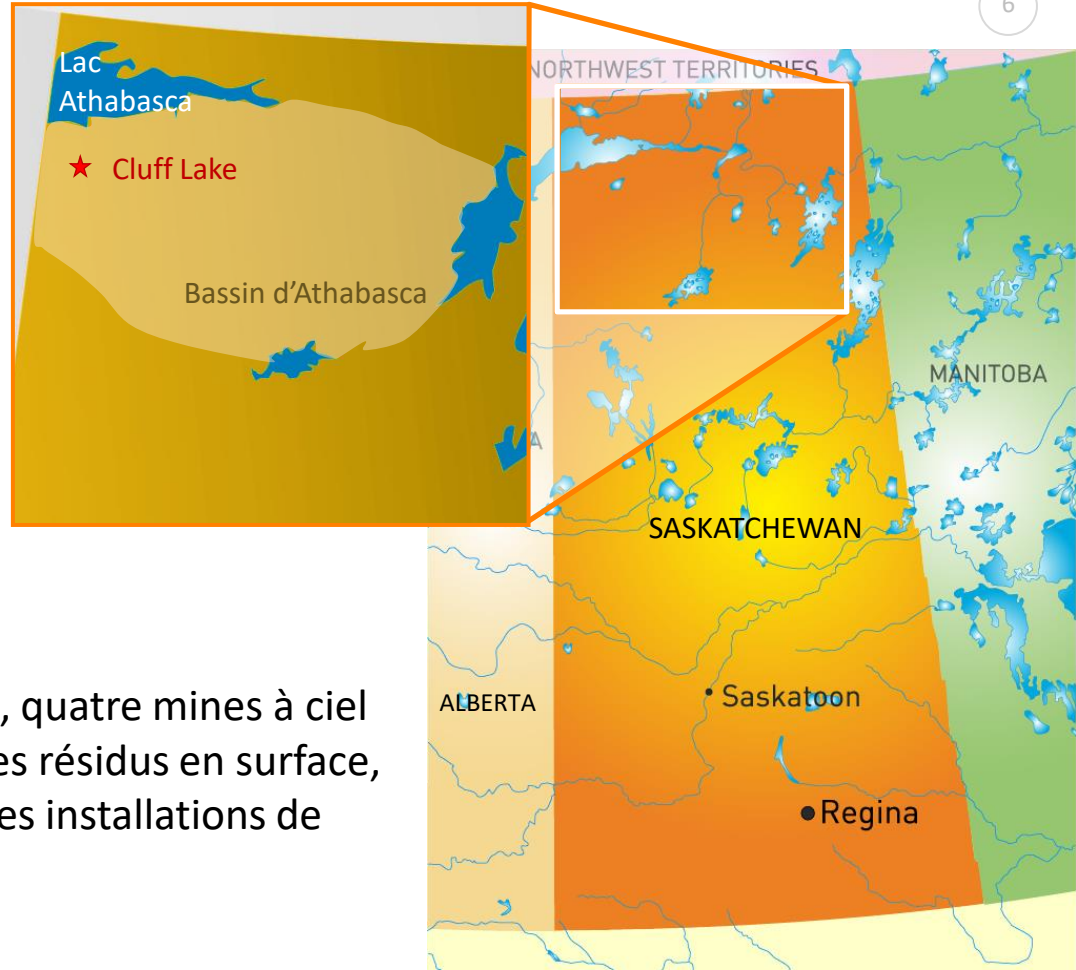 6
Lac
Athabasca
Cluff Lake
Bassin d'Athabasca
NORTHWEST TERRITORIES
MANITOBA
A
SASKATCHEWAN
ALBERTA
Saskatoon
Regina
, quatre mines à ciel
es résidus en surface,
es installations de